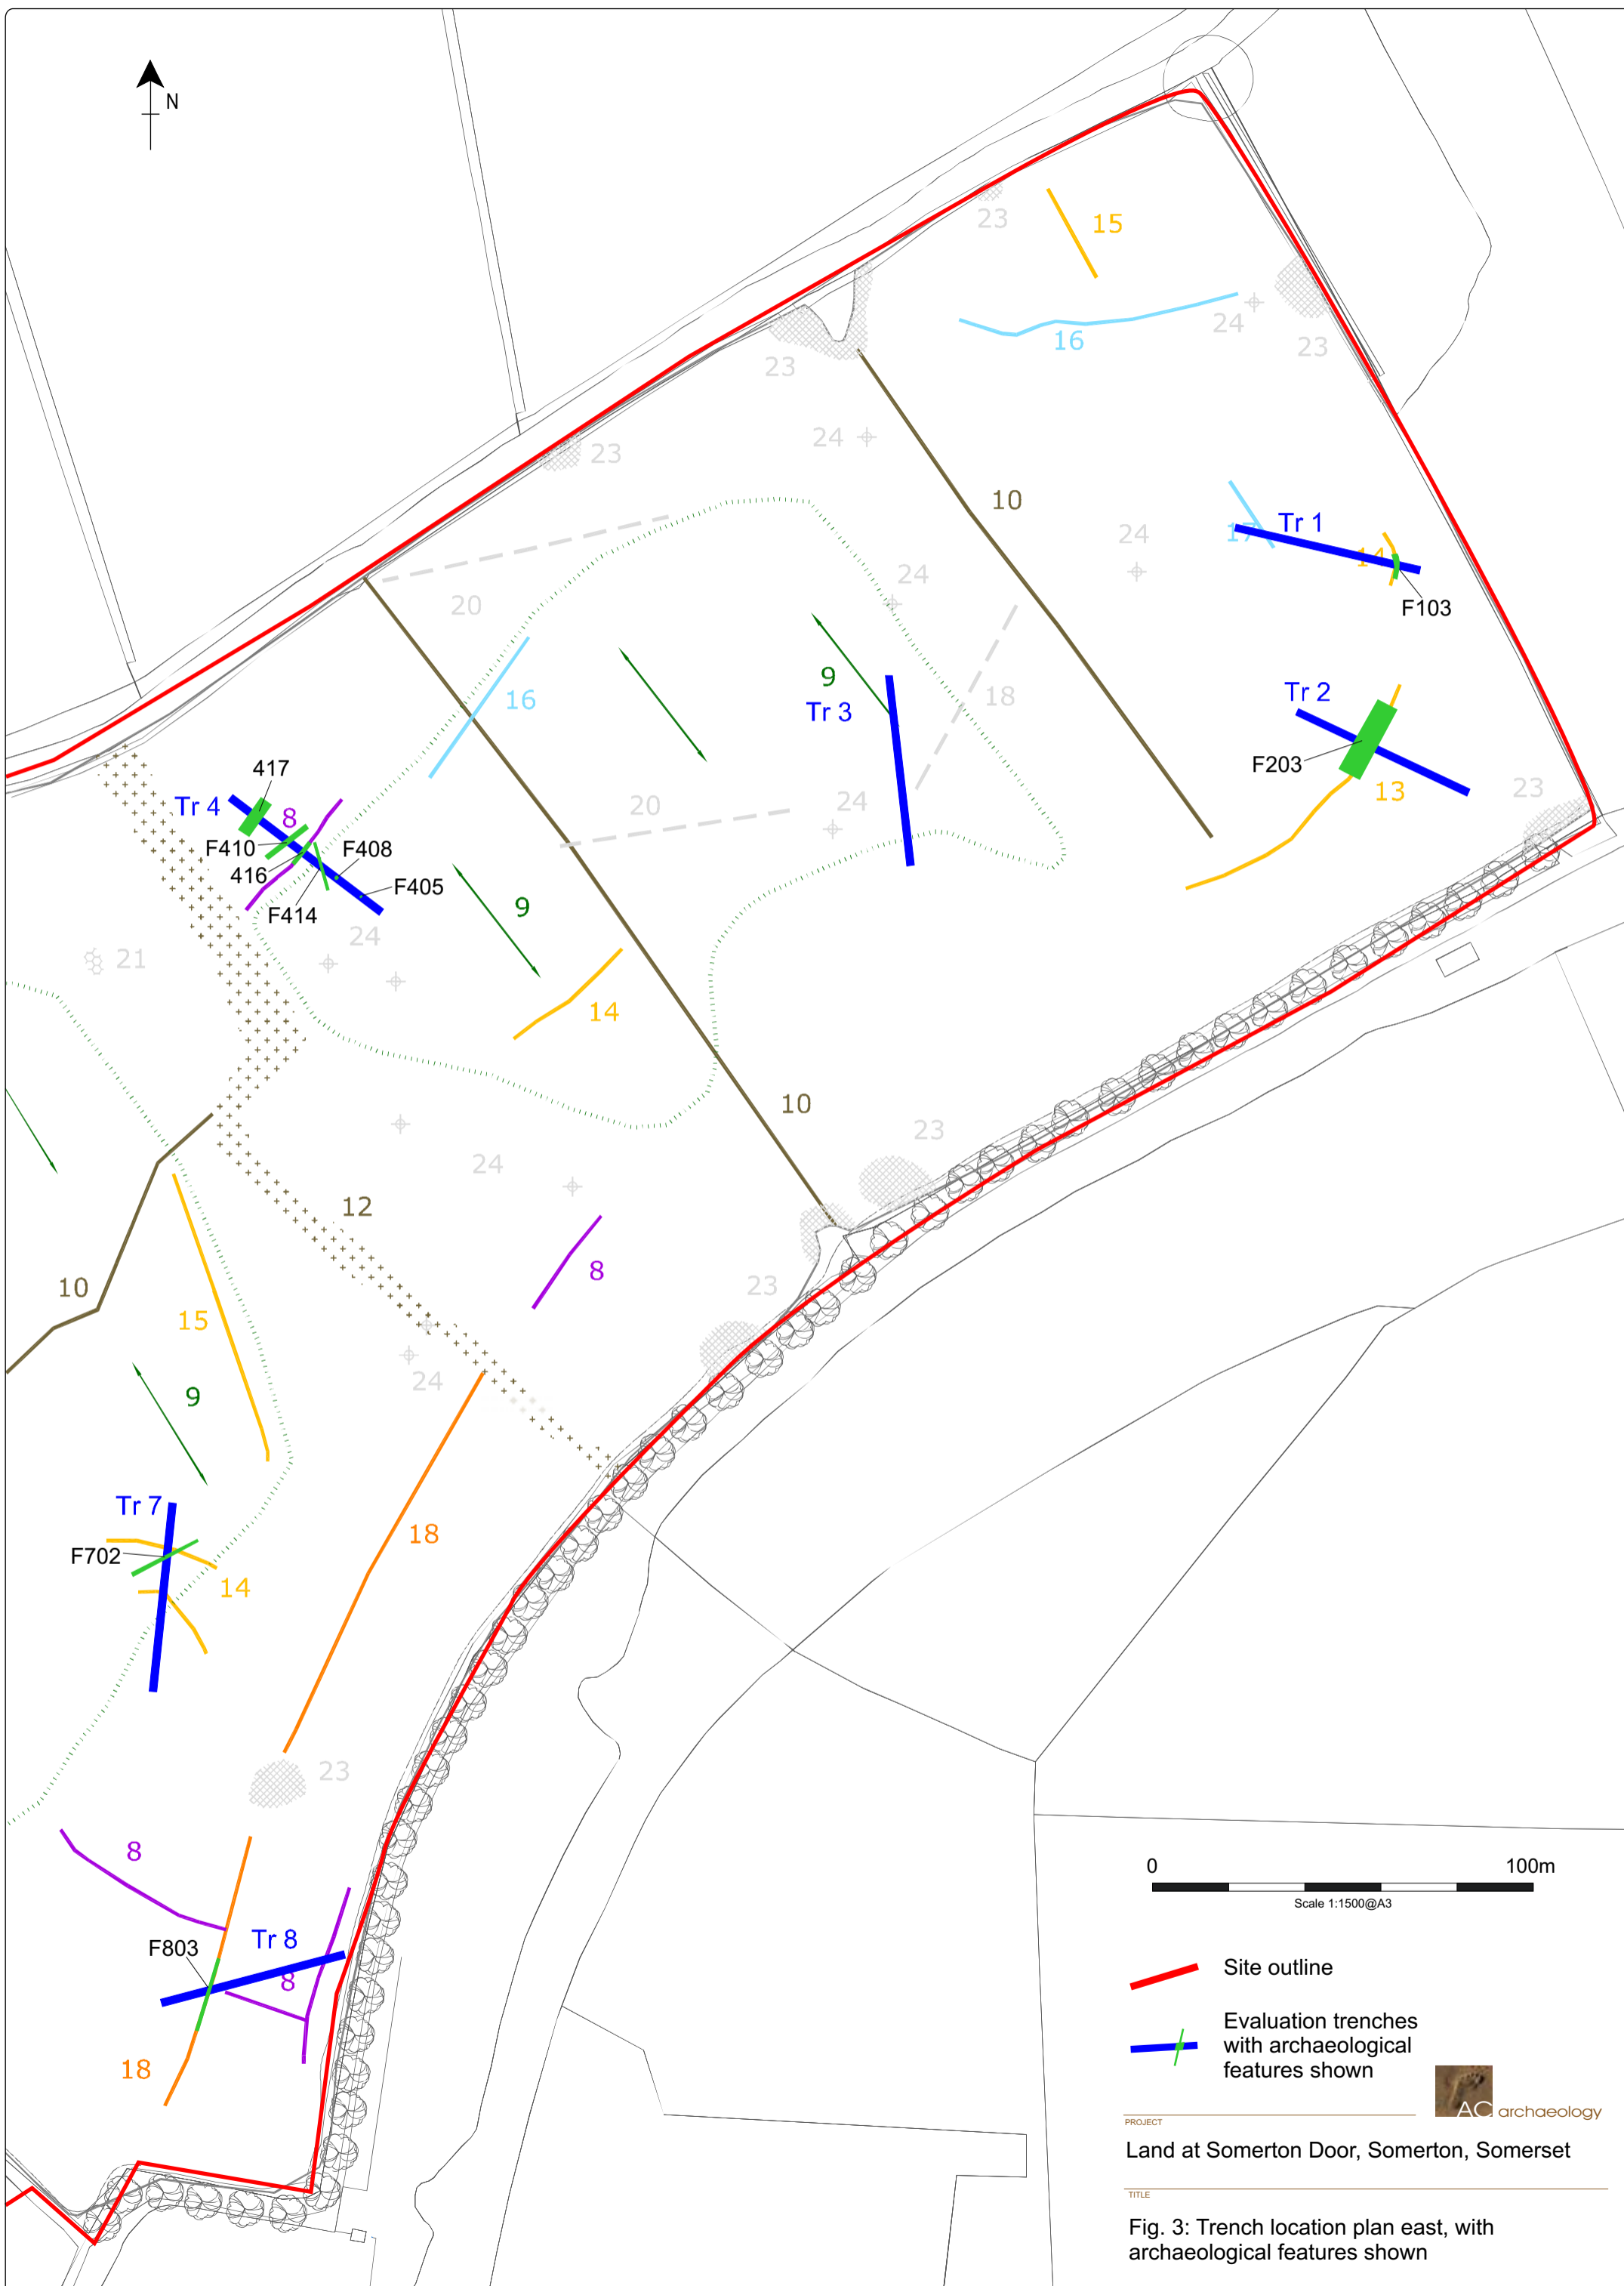 N
23
15
24
16
23
23
24
23
10
24
17
Tr 1
14
24
F103
20
9
18
Tr 2
16
Tr 3
F203
13
23
417
20
24
Tr 4
8
F410
F408
416
F405
F414
9
24
21
14
10
23
24
12
8
10
23
15
24
9
Tr 7
18
F702
14
23
8
0
100m
Scale 1:1500@A3
F803
Tr 8
8
Site outline
Evaluation trenches
with archaeological
features shown
18
AC archaeology
PROJECT
Land at Somerton Door, Somerton, Somerset
TITLE
Fig. 3: Trench location plan east, with
archaeological features shown